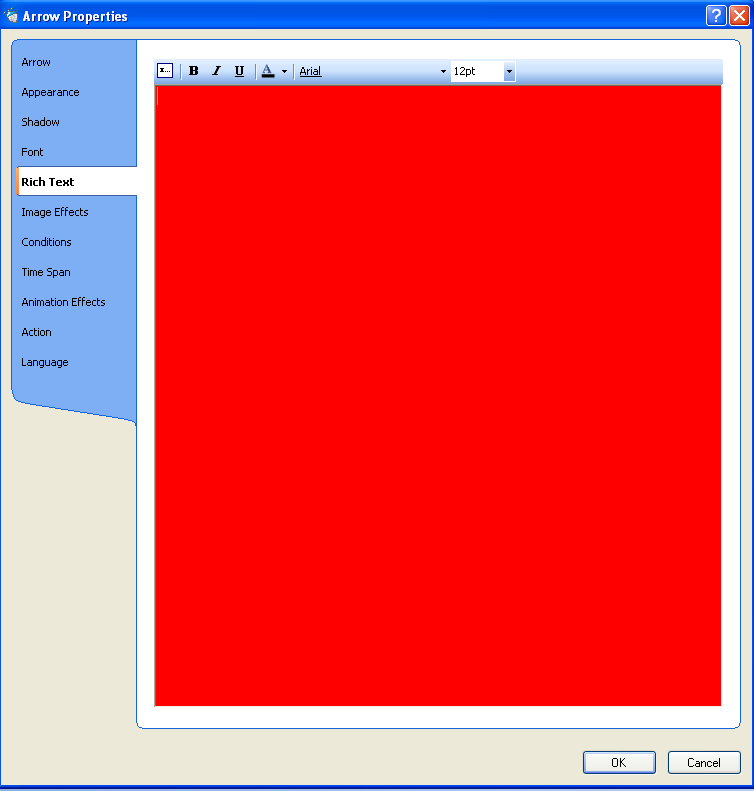 Arrow Properties
Arrow
Appearance
Shadow
Font
Rich Text
Image Effects
Conditions
Time Span
Animation Effects
Action
Language
x... B I U A Arial 12pt
OK Cancel